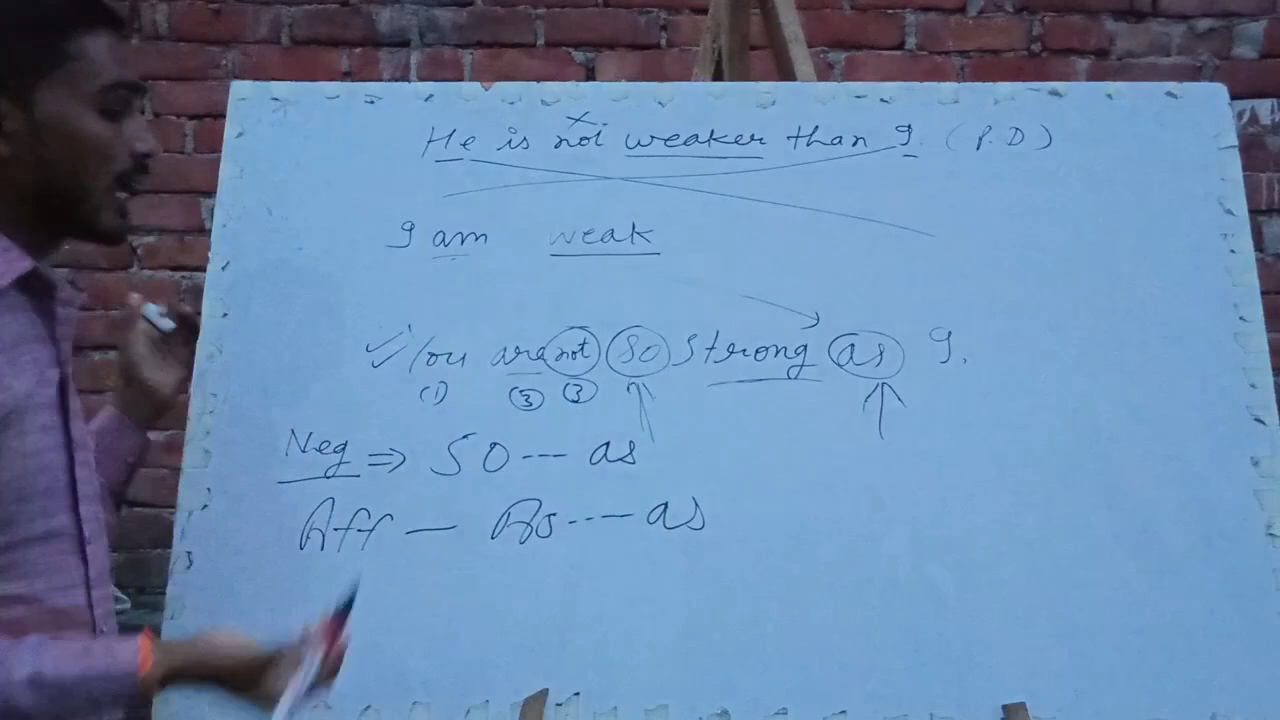 He is not weaker than I. (P.D)
I am weak
You are not so strong as I.
(1) (3) (3)
Neg ⇒ so --- as
Aff — As --- as